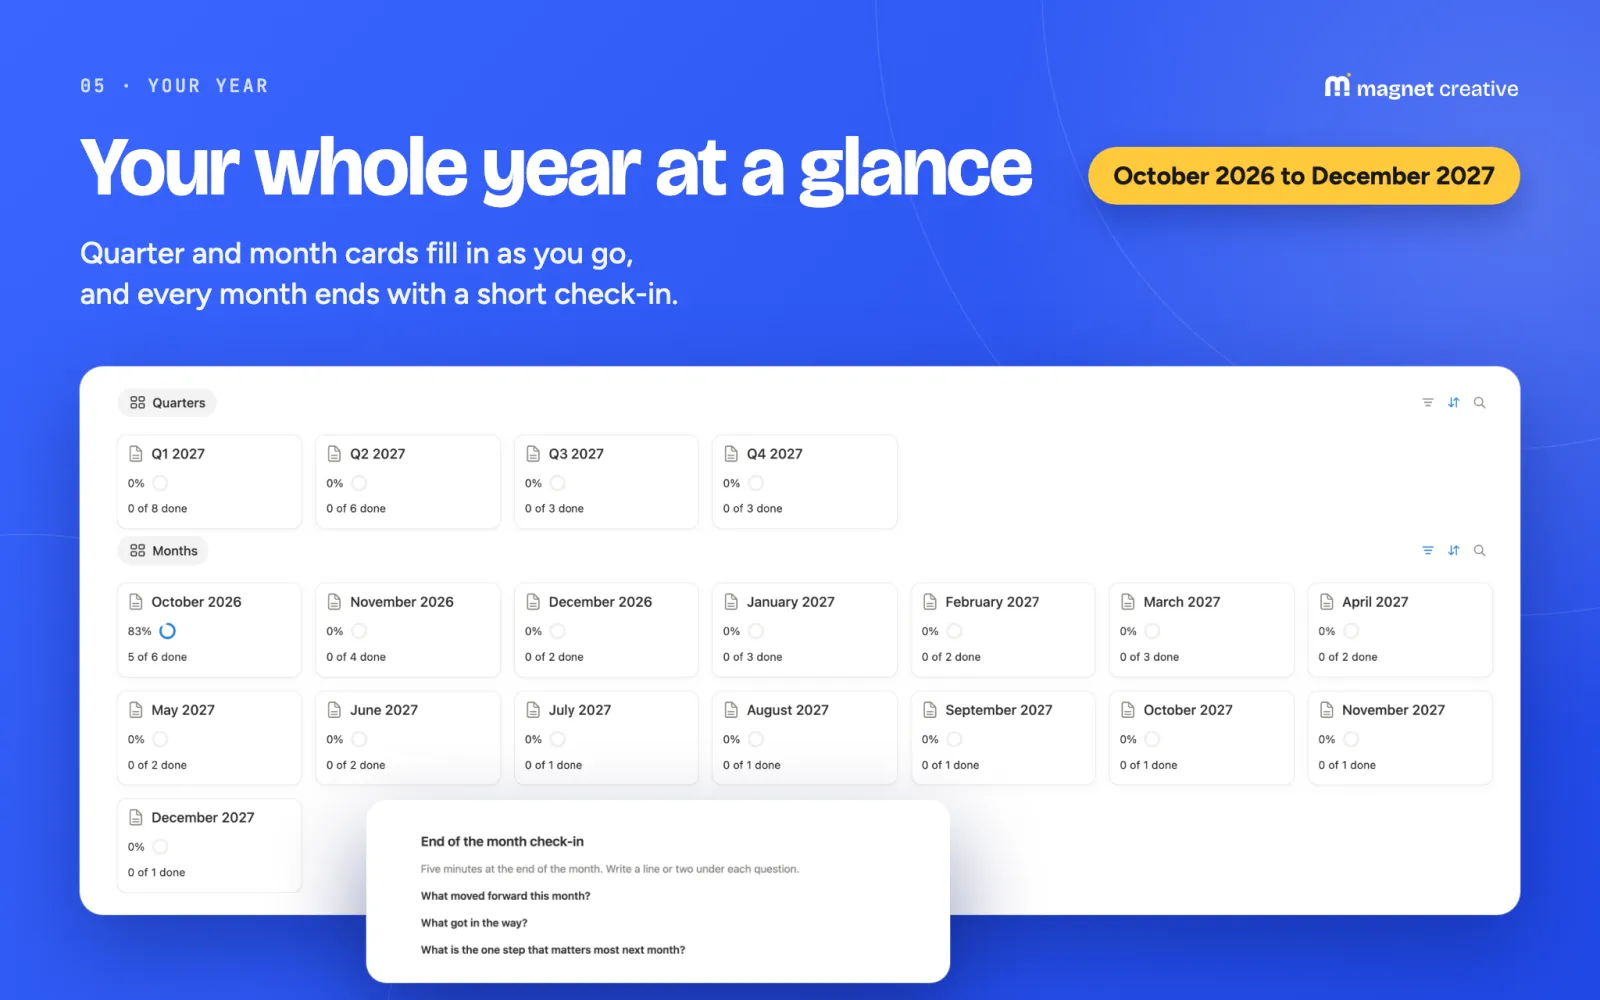 05 · YOUR YEAR
magnet creative
Your whole year at a glance
October 2026 to December 2027
Quarter and month cards fill in as you go,
and every month ends with a short check-in.
Quarters
Q1 2027
0%
0 of 8 done
Q2 2027
0%
0 of 6 done
Q3 2027
0%
0 of 3 done
Q4 2027
0%
0 of 3 done
Months
October 2026
83%
5 of 6 done
November 2026
0%
0 of 4 done
December 2026
0%
0 of 2 done
January 2027
0%
0 of 3 done
February 2027
0%
0 of 2 done
March 2027
0%
0 of 3 done
April 2027
0%
0 of 2 done
May 2027
0%
0 of 2 done
June 2027
0%
0 of 2 done
July 2027
0%
0 of 1 done
August 2027
0%
0 of 1 done
September 2027
0%
0 of 1 done
October 2027
0%
0 of 1 done
November 2027
0%
0 of 1 done
December 2027
0%
0 of 1 done
End of the month check-in
Five minutes at the end of the month. Write a line or two under each question.
What moved forward this month?
What got in the way?
What is the one step that matters most next month?